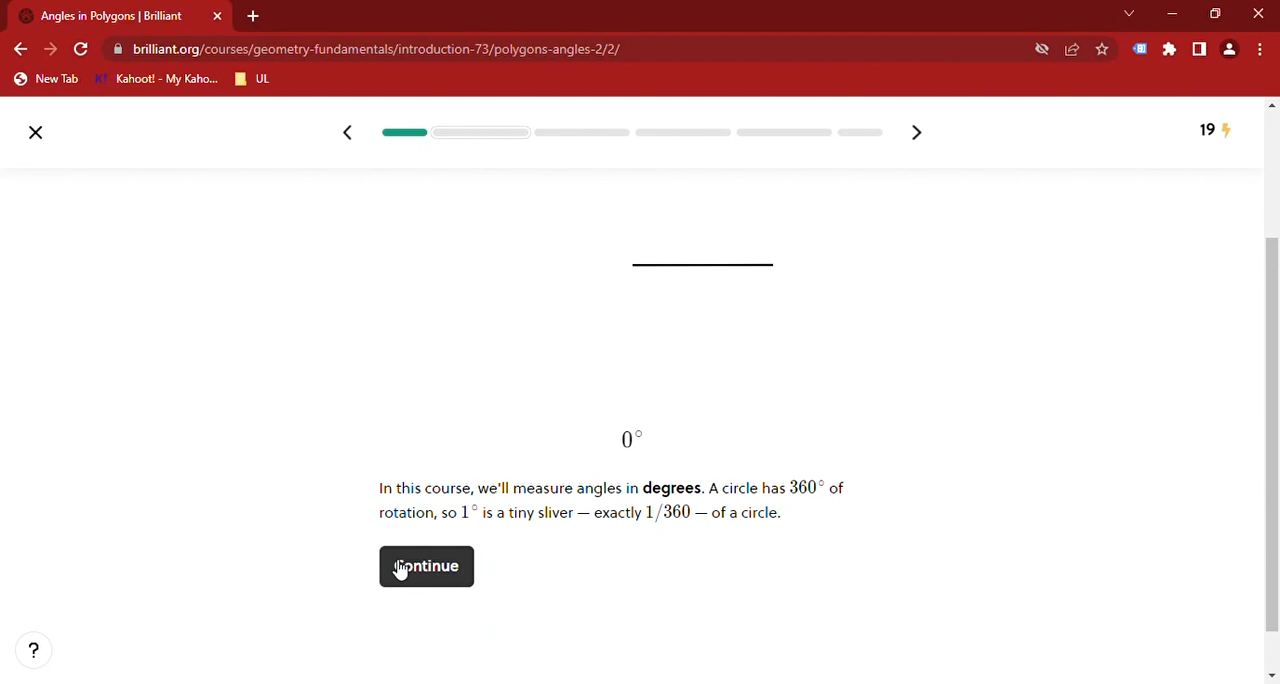 Angles in Polygons | Brilliant
brilliant.org/courses/geometry-fundamentals/introduction-73/polygons-angles-2/2/
New Tab Kahoot! - My Kaho... UL
19
0°
In this course, we'll measure angles in degrees. A circle has 360° of
rotation, so 1° is a tiny sliver — exactly 1/360 — of a circle.
Continue
?